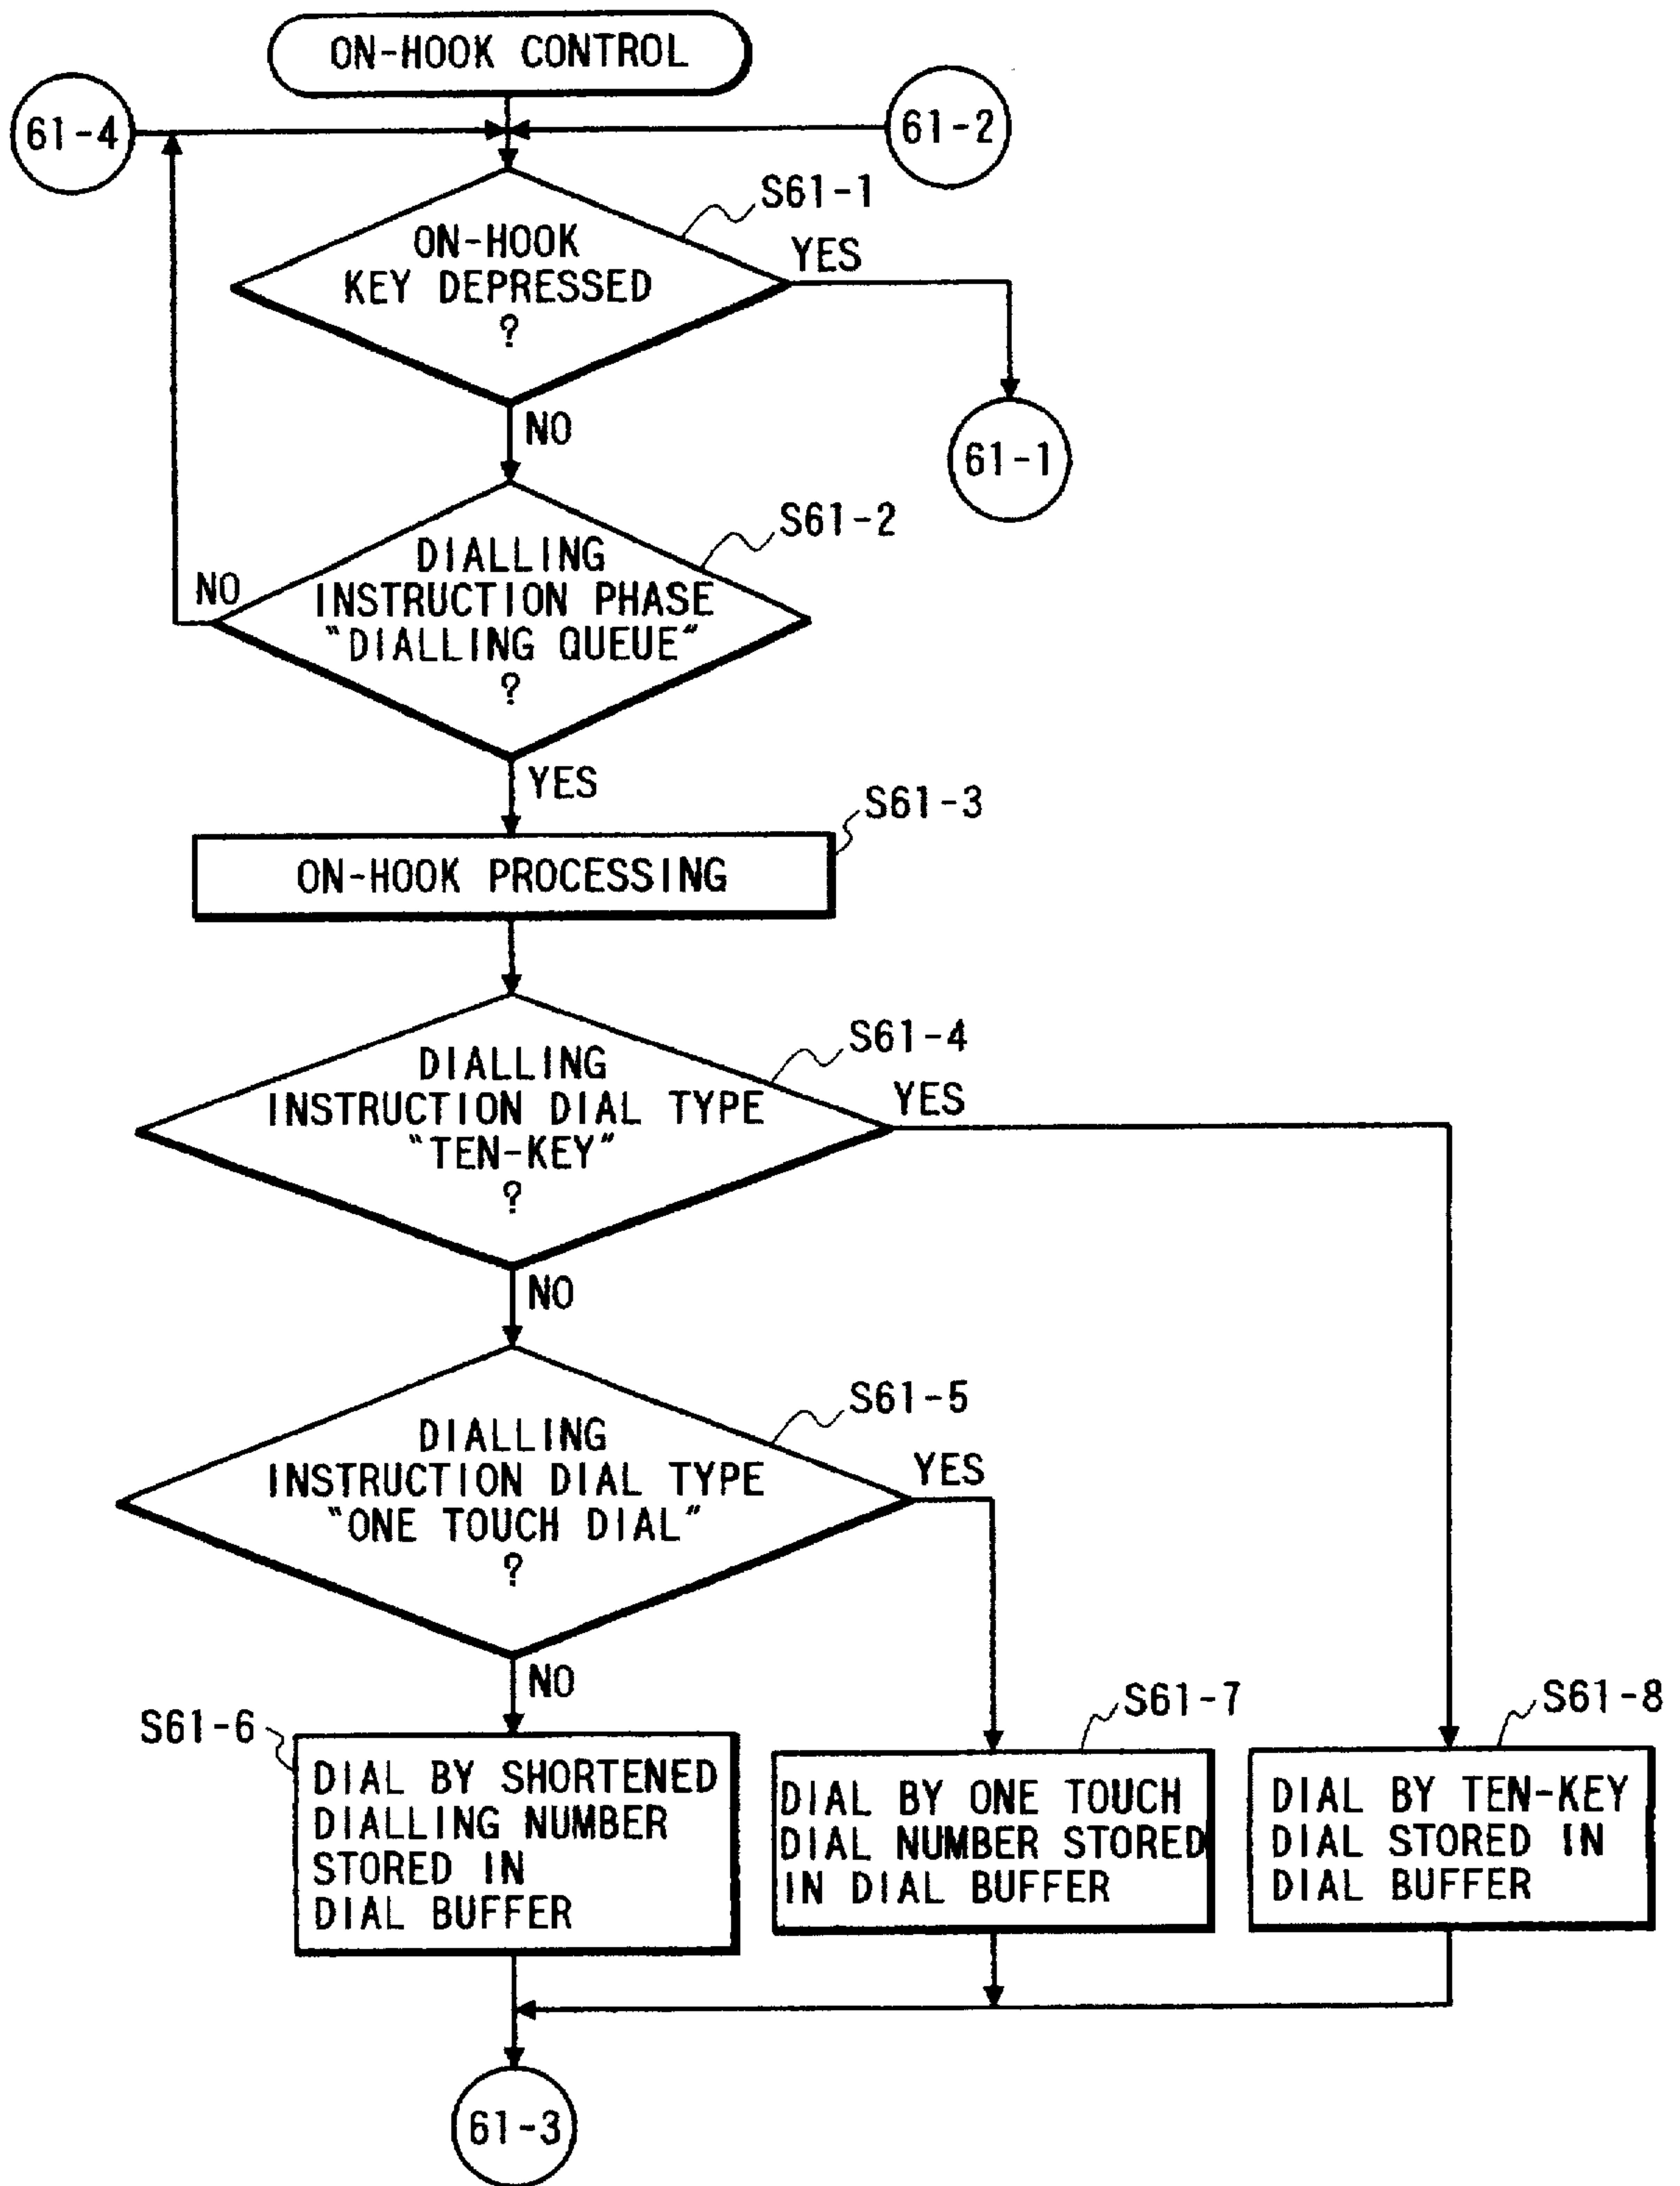 ON-HOOK CONTROL
61-4
61-2
S61-1
ON-HOOK
KEY DEPRESSED
?
YES
NO
61-1
S61-2
DIALLING
INSTRUCTION PHASE
"DIALLING QUEUE"
?
NO
YES
S61-3
ON-HOOK PROCESSING
S61-4
DIALLING
INSTRUCTION DIAL TYPE
"TEN-KEY"
?
YES
NO
S61-5
DIALLING
INSTRUCTION DIAL TYPE
"ONE TOUCH DIAL"
?
YES
NO
S61-6
DIAL BY SHORTENED
DIALLING NUMBER
STORED IN
DIAL BUFFER
S61-7
DIAL BY ONE TOUCH
DIAL NUMBER STORED
IN DIAL BUFFER
S61-8
DIAL BY TEN-KEY
DIAL STORED IN
DIAL BUFFER
61-3